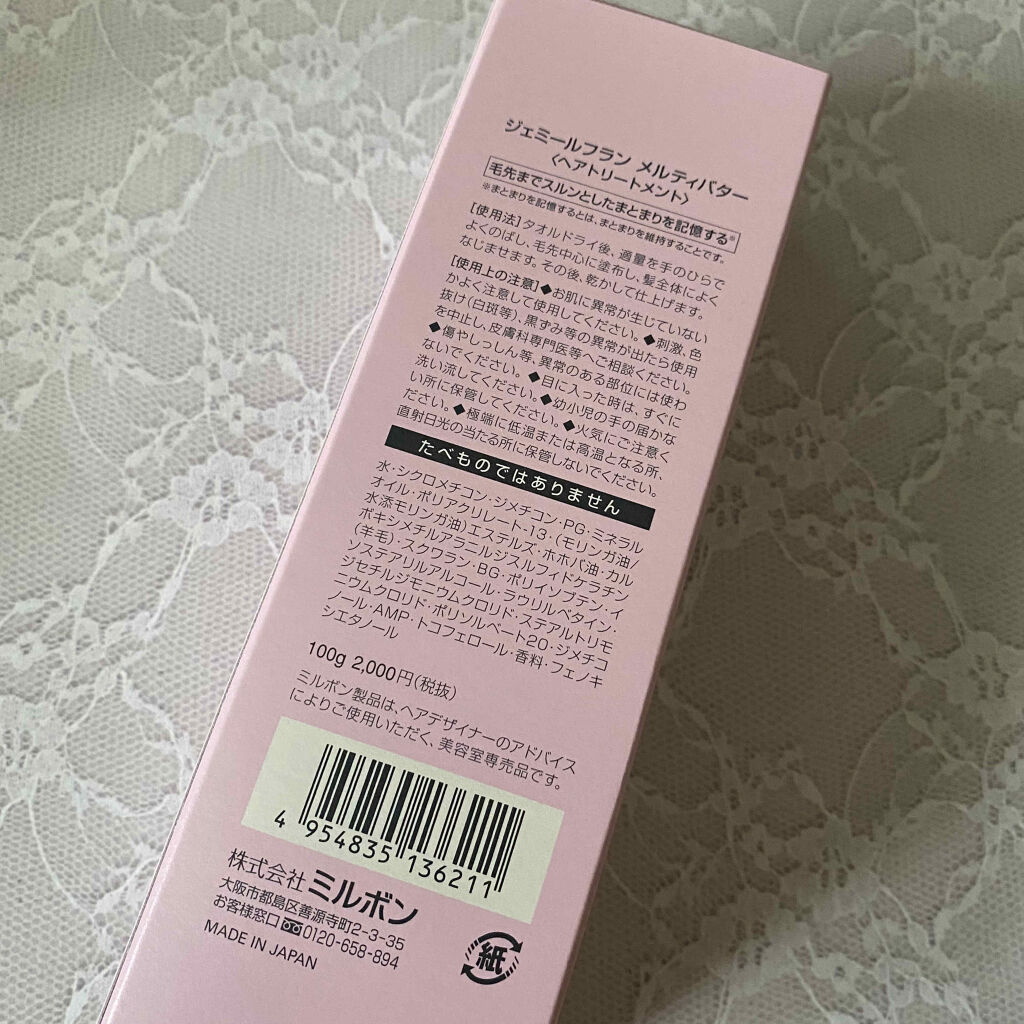 ジェミールフラン メルティバター
〈ヘアトリートメント〉
毛先までスルンとしたまとまりを記憶する※
※まとまりを記憶するとは、まとまりを維持することです。
[使用法]タオルドライ後、適量を手のひらで
よくのばし、毛先中心に塗布し、髪全体によく
なじませます。その後、乾かして仕上げます。
[使用上の注意]◆お肌に異常が生じていない
かよく注意して使用してください。◆刺激、色
抜け(白斑等)、黒ずみ等の異常が出たら使用
を中止し、皮膚科専門医等へご相談ください。
◆傷やしっしん等、異常のある部位には使わ
ないでください。◆目に入った時は、すぐに
洗い流してください。◆幼小児の手の届かな
い所に保管してください。◆火気にご注意く
ださい。◆極端に低温または高温となる所、
直射日光の当たる所に保管しないでください。
たべものではありません
水・シクロメチコン・ジメチコン・PG・ミネラル
オイル・ポリアクリレート-13・(モリンガ油/
水添モリンガ油)エステルズ・ホホバ油・カル
ボキシメチルアラニルジスルフィドケラチン
(羊毛)・スクワラン・BG・ポリイソブテン・イ
ソステアリルアルコール・ラウリルベタイン・
ジセチルジモニウムクロリド・ステアルトリモ
ニウムクロリド・ポリソルベート20・ジメチコ
ノール・AMP・トコフェロール・香料・フェノキ
シエタノール
100g 2,000円(税抜)
ミルボン製品は、ヘアデザイナーのアドバイス
によりご使用いただく、美容室専売品です。
4 954835 136211
株式会社 ミルボン
大阪市都島区善源寺町2-3-35
お客様窓口 0120-658-894
MADE IN JAPAN
紙